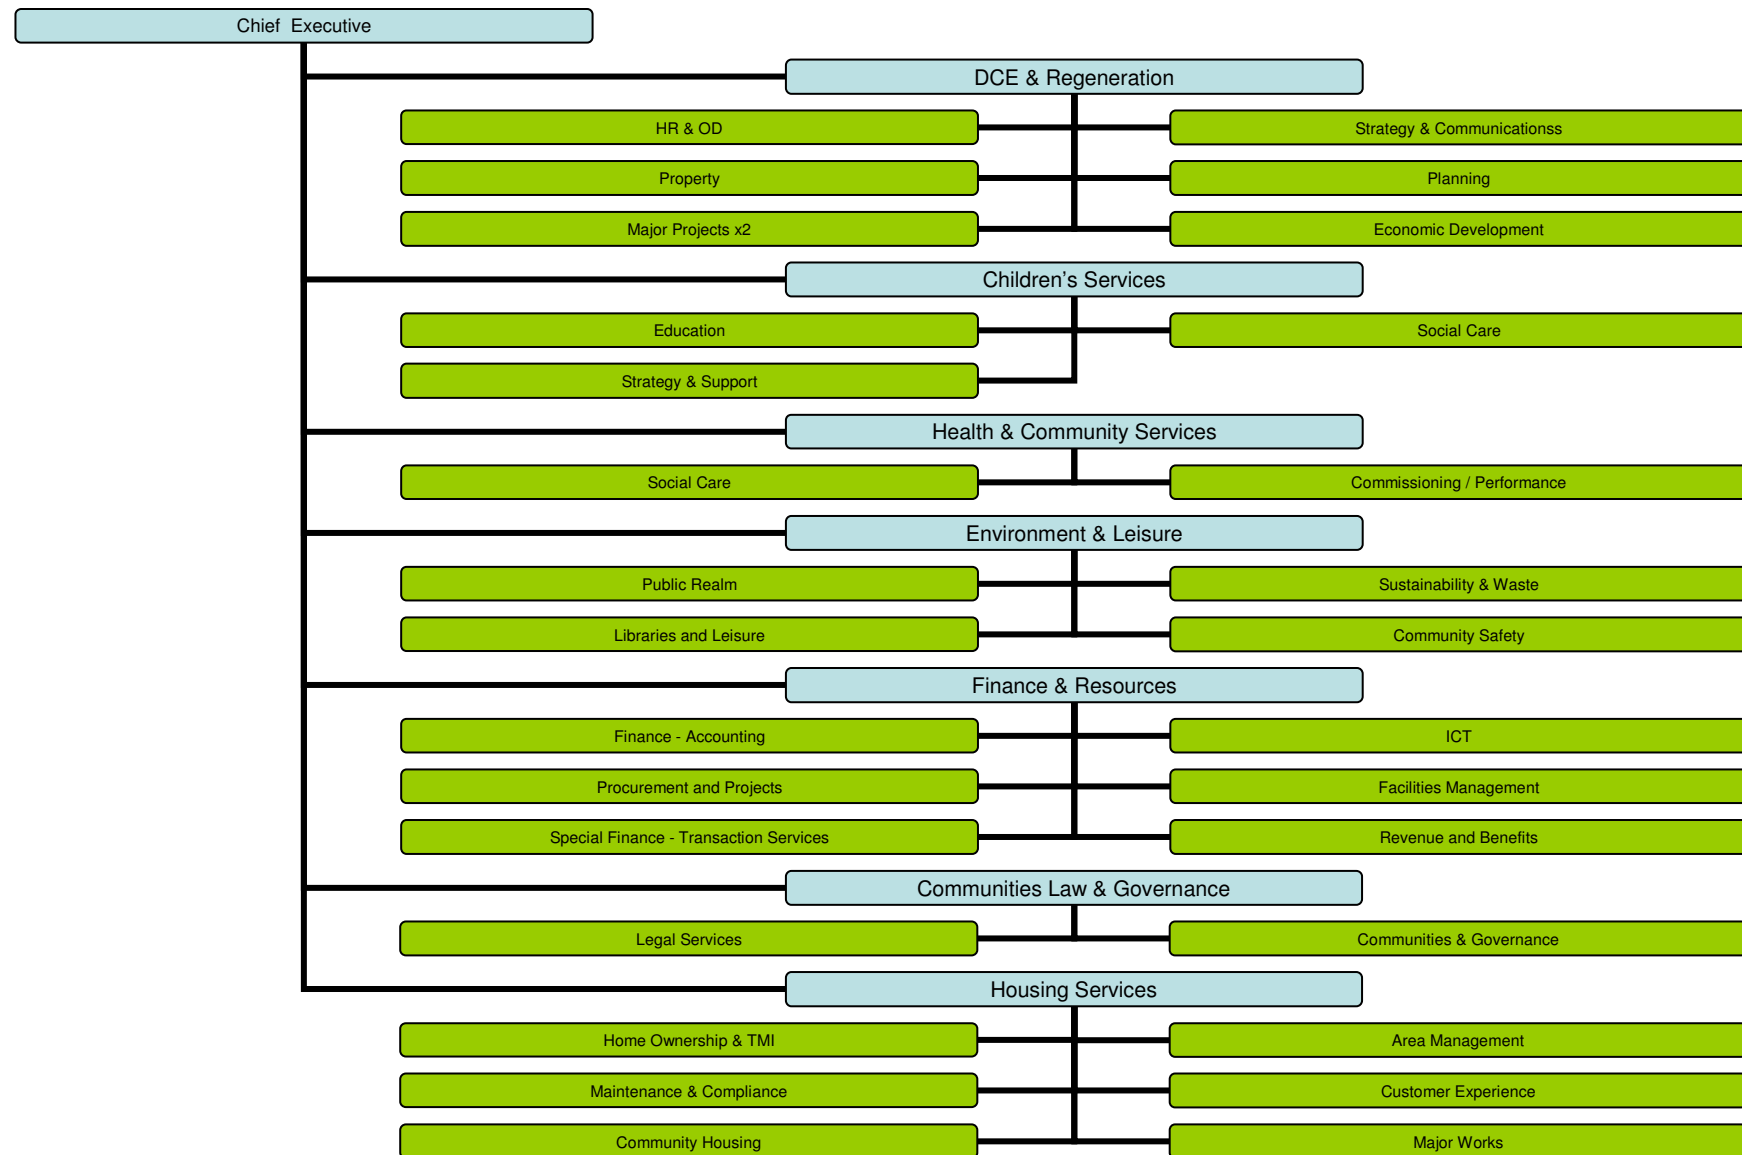 Chief Executive
DCE & Regeneration
HR & OD
Strategy & Communicationss
Property
Planning
Major Projects x2
Economic Development
Children's Services
Education
Social Care
Strategy & Support
Health & Community Services
Social Care
Commissioning / Performance
Environment & Leisure
Public Realm
Sustainability & Waste
Libraries and Leisure
Community Safety
Finance & Resources
Finance - Accounting
ICT
Procurement and Projects
Facilities Management
Special Finance - Transaction Services
Revenue and Benefits
Communities Law & Governance
Legal Services
Communities & Governance
Housing Services
Home Ownership & TMI
Area Management
Maintenance & Compliance
Customer Experience
Community Housing
Major Works